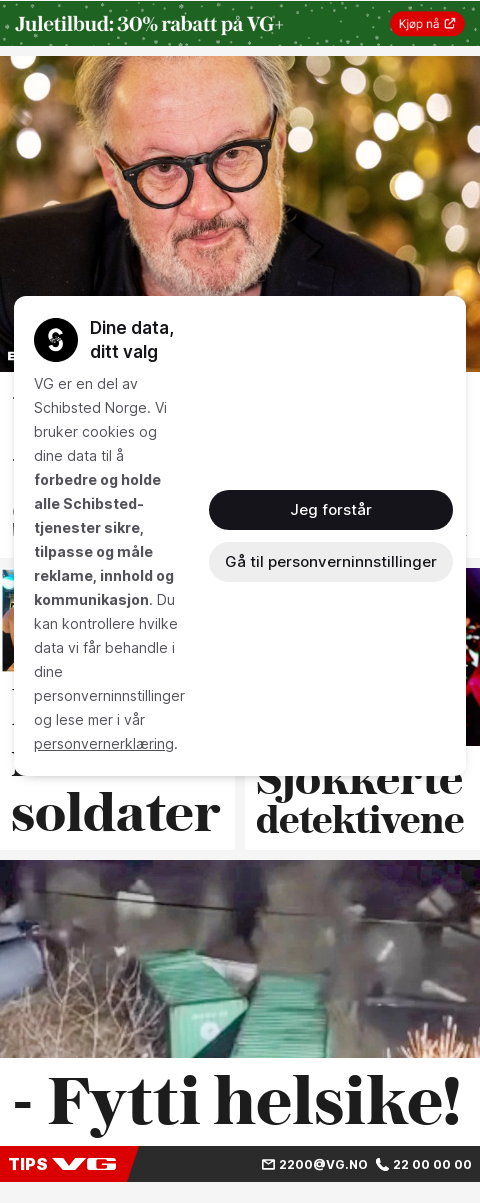 Juletilbud: 30% rabatt på VG+
Kjøp nå
Dine data,
ditt valg
VG er en del av
Schibsted Norge. Vi
bruker cookies og
dine data til å
forbedre og holde
alle Schibsted-
tjenester sikre,
tilpasse og måle
reklame, innhold og
kommunikasjon. Du
kan kontrollere hvilke
data vi får behandle i
dine
personverninnstillinger
og lese mer i vår
personvernerklæring.
Jeg forstår
Gå til personverninnstillinger
soldater
Sjokkerte
detektivene
- Fytti helsike!
TIPS VG
2200@VG.NO
22 00 00 00